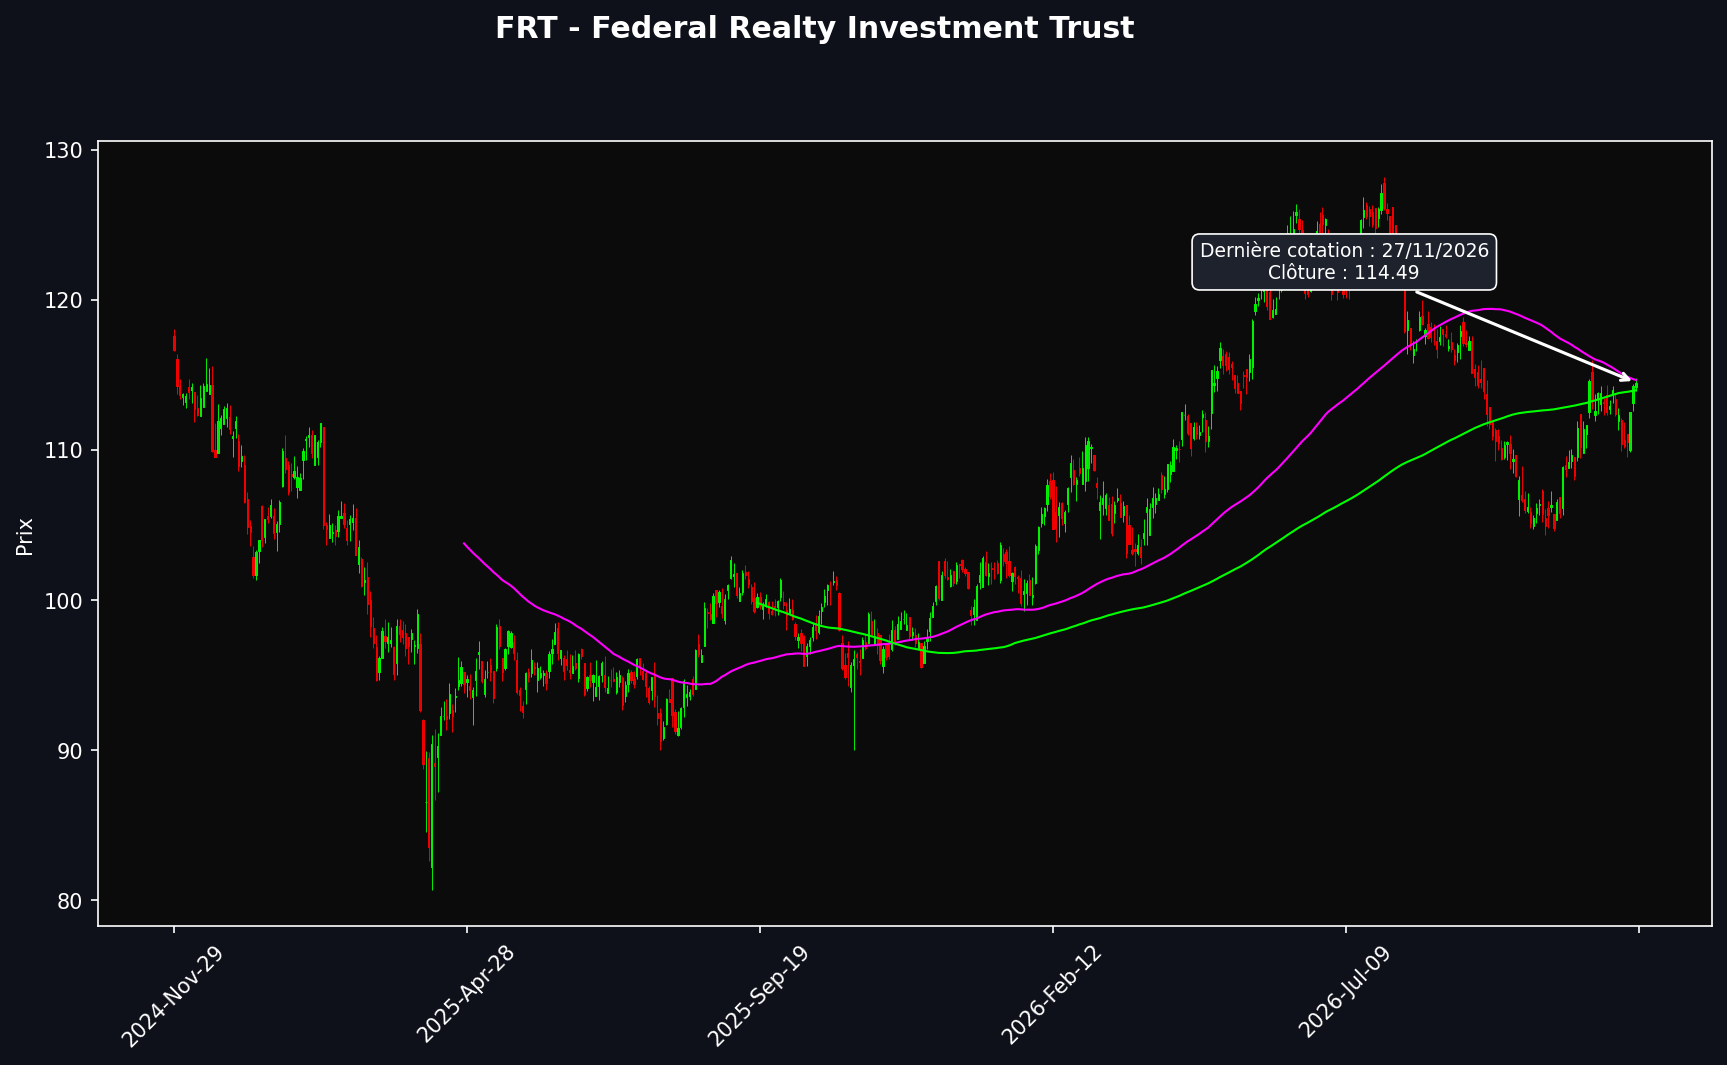 FRT - Federal Realty Investment Trust
130
120
110
100
90
80
Prix
Dernière cotation : 27/11/2026
Clôture : 114.49
2024-Nov-29
2025-Apr-28
2025-Sep-19
2026-Feb-12
2026-Jul-09